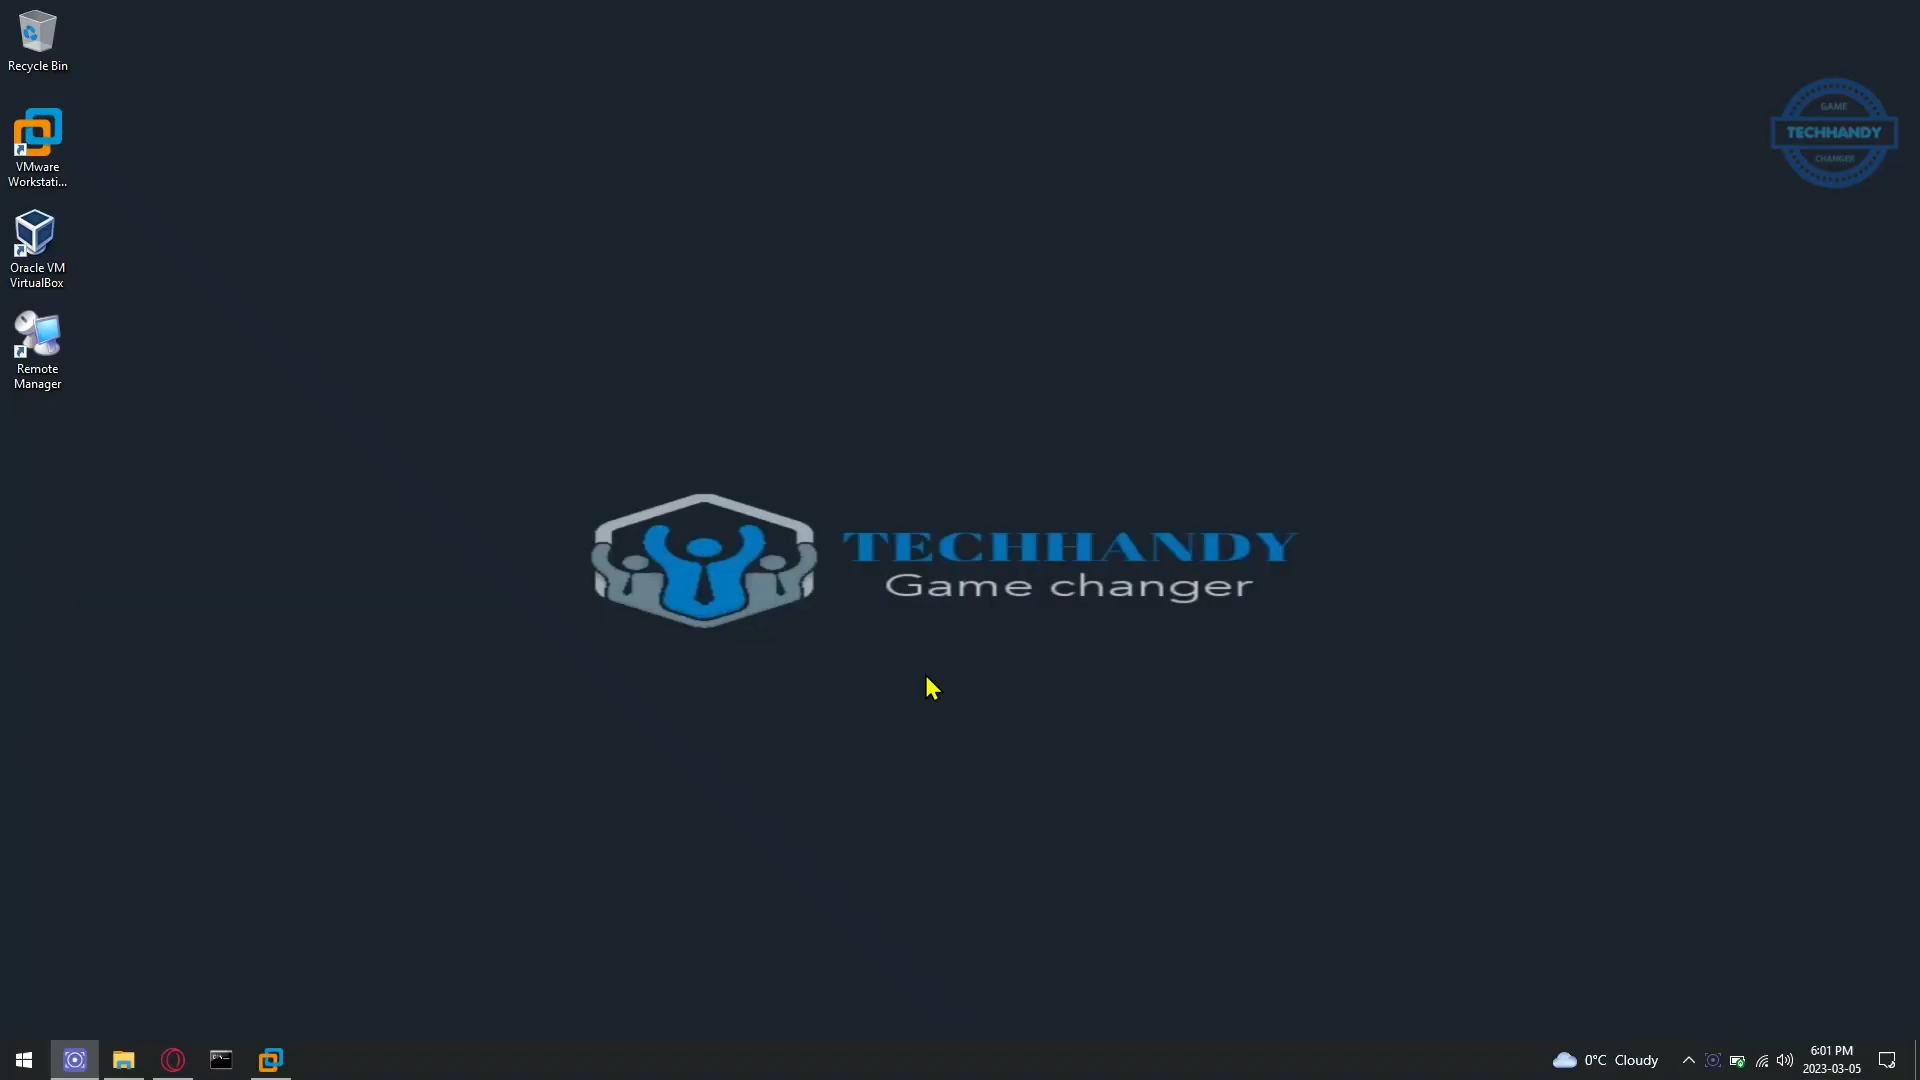 Recycle Bin
VMware
Workstati...
Oracle VM
VirtualBox
Remote
Manager
GAME
TECHHANDY
CHANGER
TECHHANDY
Game changer
0°C Cloudy
6:01 PM
2023-03-05